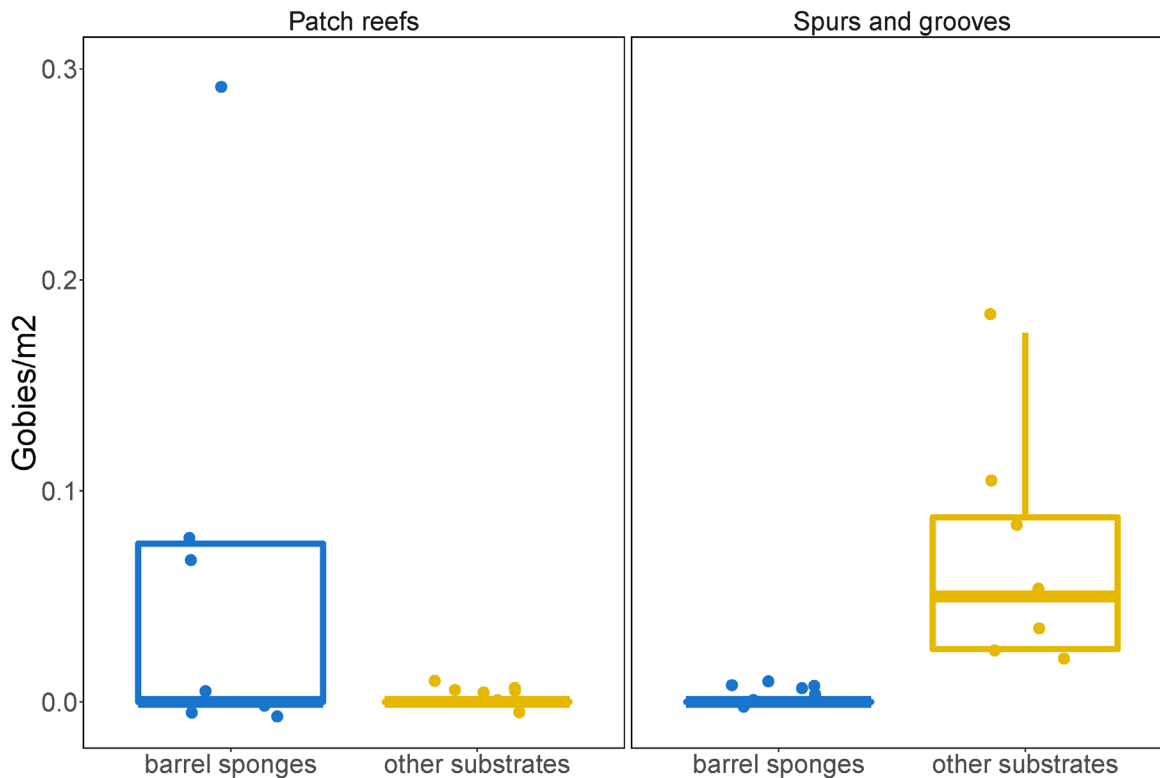 Patch reefs
Spurs and grooves
Gobies/m2
0.3
0.2
0.1
0.0
barrel sponges
other substrates
barrel sponges
other substrates